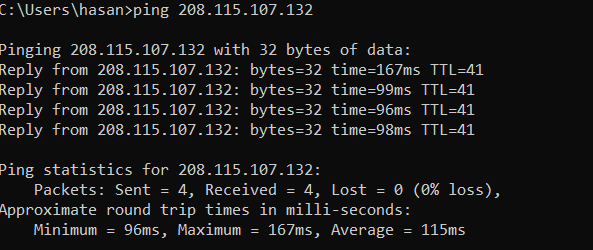 C:\Users\hasan>ping 208.115.107.132
Pinging 208.115.107.132 with 32 bytes of data:
Reply from 208.115.107.132: bytes=32 time=167ms TTL=41
Reply from 208.115.107.132: bytes=32 time=99ms TTL=41
Reply from 208.115.107.132: bytes=32 time=96ms TTL=41
Reply from 208.115.107.132: bytes=32 time=98ms TTL=41
Ping statistics for 208.115.107.132:
    Packets: Sent = 4, Received = 4, Lost = 0 (0% loss),
Approximate round trip times in milli-seconds:
    Minimum = 96ms, Maximum = 167ms, Average = 115ms